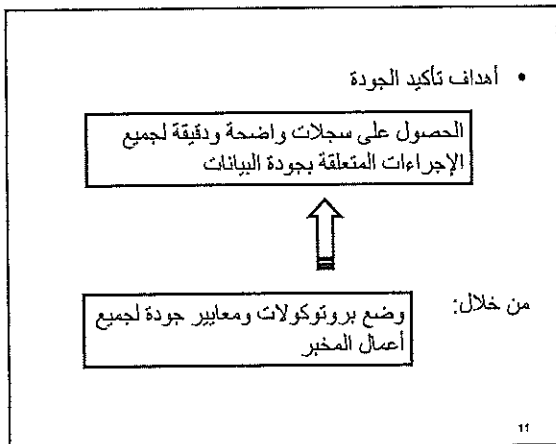 • أهداف تأكيد الجودة
الحصول على سجلات واضحة ودقيقة لجميع
الإجراءات المتعلقة بجودة البيانات
من خلال:
وضع بروتوكولات ومعايير جودة لجميع
أعمال المخبر
11